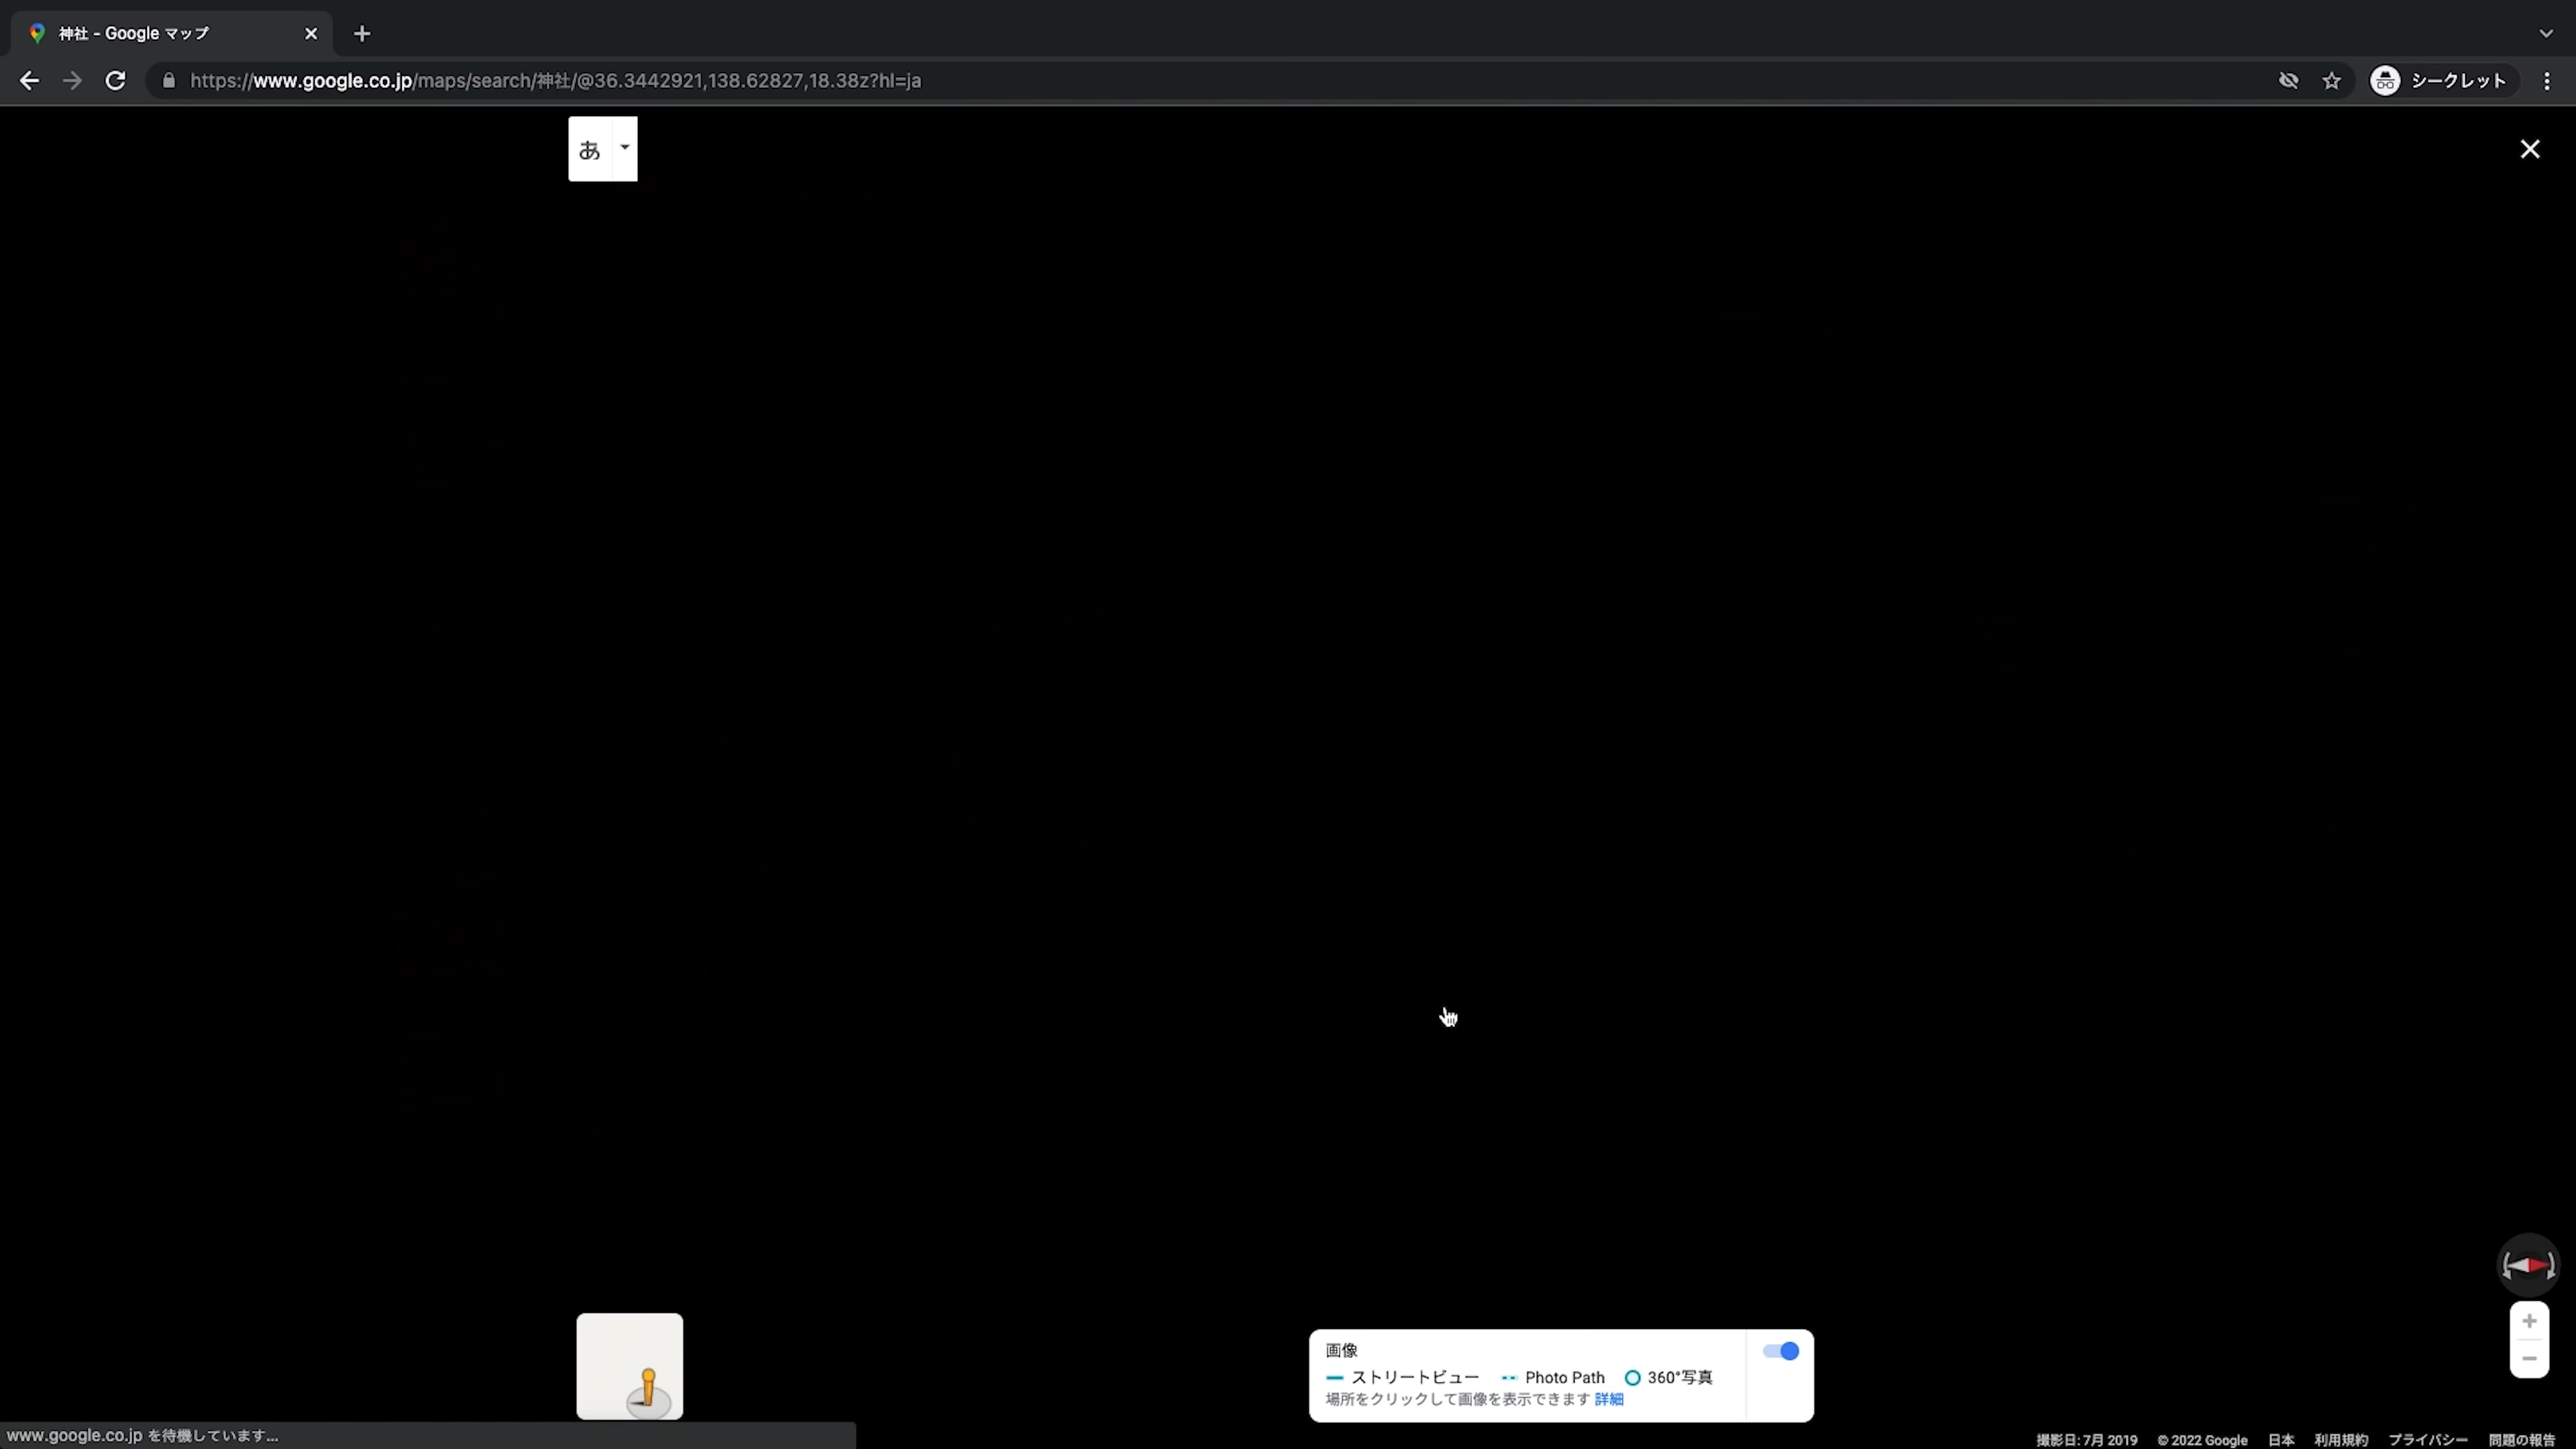 神社 - Google マップ
https://www.google.co.jp/maps/search/神社/@36.3442921,138.62827,18.38z?hl=ja
シークレット
あ
画像
ストリートビュー Photo Path 360°写真
場所をクリックして画像を表示できます 詳細
www.google.co.jp を待機しています...
撮影日: 7月 2019 © 2022 Google 日本 利用規約 プライバシー 問題の報告